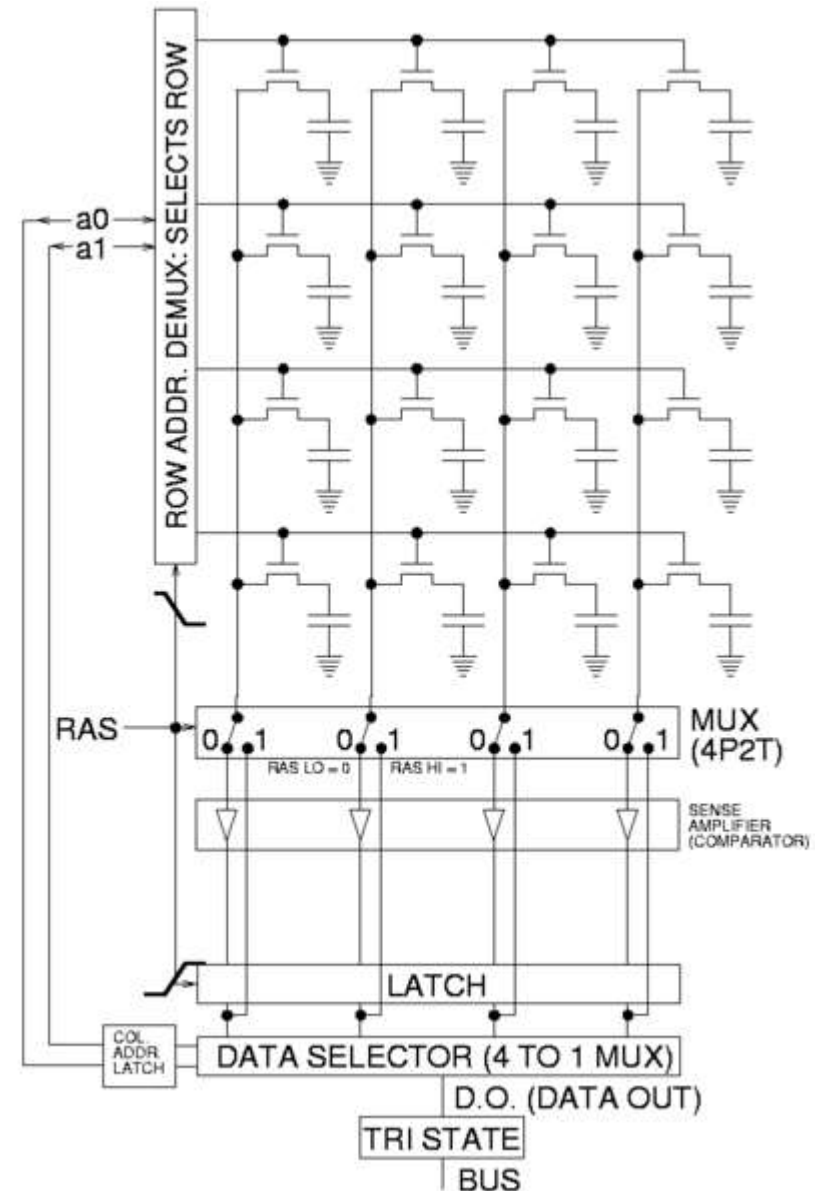 ROW ADDR. DEMUX: SELECTS ROW
a0
a1
RAS
0 1 0 1 0 1 0 1
MUX
(4P2T)
RAS LO = 0 RAS HI = 1
SENSE
AMPLIFIER
(COMPARATOR)
LATCH
COL.
ADDR.
LATCH
DATA SELECTOR (4 TO 1 MUX)
D.O. (DATA OUT)
TRI STATE
BUS